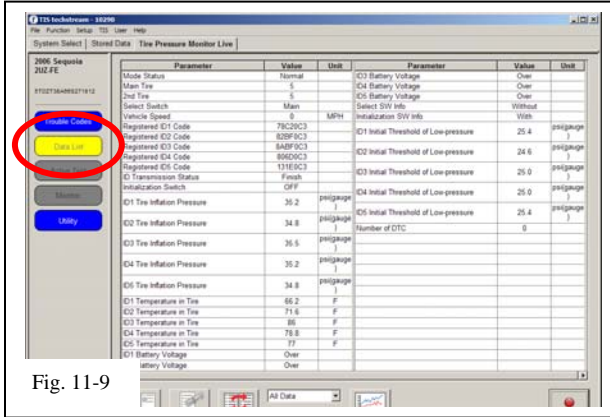 TIS techstream - 10290
File Function Setup TIS User Help
System Select Stored Data Tire Pressure Monitor Live
2006 Sequoia
2UZ-FE
Trouble Codes
Data List
Monitor
Utility
Parameter Value Unit
Mode Status Normal
Main Tire 5
2nd Tire 5
Select Switch Main
Vehicle Speed 0 MPH
Registered ID1 Code 78C20C3
Registered ID2 Code 82BF0C3
Registered ID3 Code 8ABF0C3
Registered ID4 Code 806D0C3
Registered ID5 Code 131E0C3
ID Transmission Status Finish
Initialization Switch OFF
ID1 Tire Inflation Pressure 35.2 psi(gauge)
ID2 Tire Inflation Pressure 34.8 psi(gauge)
ID3 Tire Inflation Pressure 35.5 psi(gauge)
ID4 Tire Inflation Pressure 35.2 psi(gauge)
ID5 Tire Inflation Pressure 34.8 psi(gauge)
ID1 Temperature in Tire 66.2 F
ID2 Temperature in Tire 71.6 F
ID3 Temperature in Tire 86 F
ID4 Temperature in Tire 78.8 F
ID5 Temperature in Tire 77 F
ID1 Battery Voltage Over
Battery Voltage Over
Parameter Value Unit
ID3 Battery Voltage Over
ID4 Battery Voltage Over
ID5 Battery Voltage Over
Select SW Info Without
Initialization SW Info With
ID1 Initial Threshold of Low-pressure 25.4 psi(gauge)
ID2 Initial Threshold of Low-pressure 24.6 psi(gauge)
ID3 Initial Threshold of Low-pressure 25.0 psi(gauge)
ID4 Initial Threshold of Low-pressure 25.0 psi(gauge)
ID5 Initial Threshold of Low-pressure 25.4 psi(gauge)
Number of DTC 0
All Data
Fig. 11-9